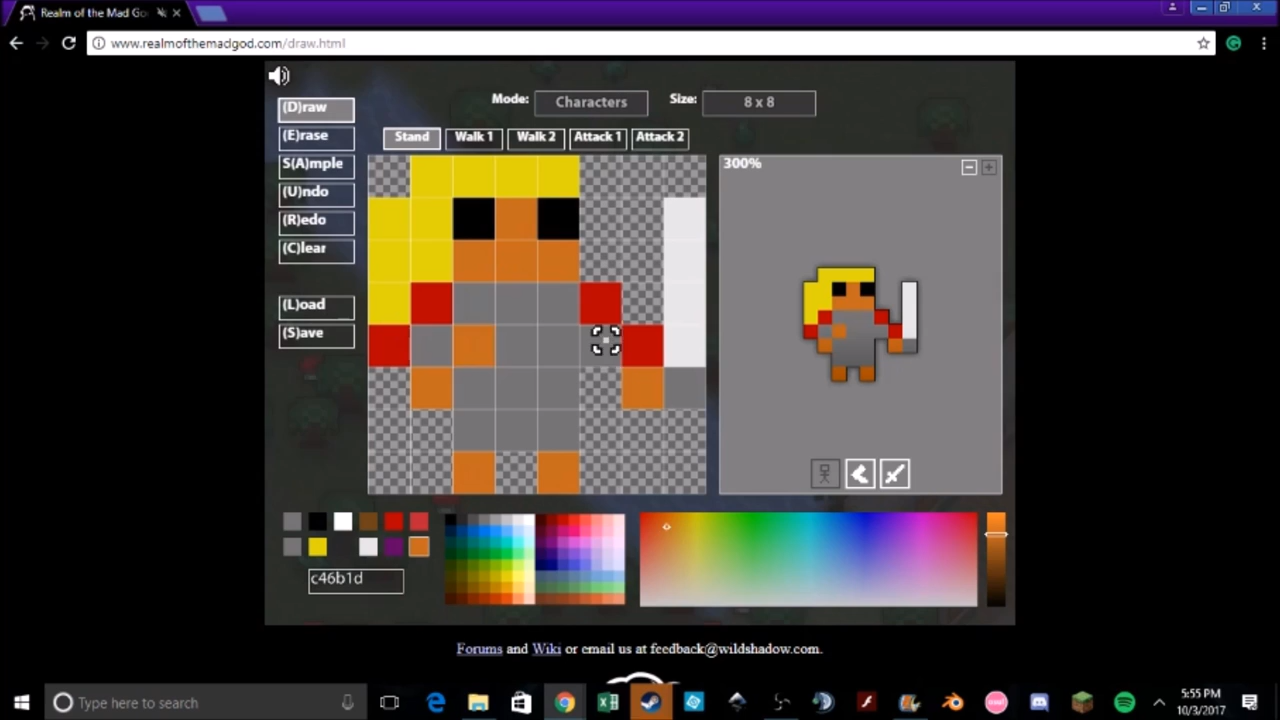 Realm of the Mad Go
www.realmofthemadgod.com/draw.html
Mode: Characters Size: 8 x 8
(D)raw
(E)rase
S(A)mple
(U)ndo
(R)edo
(C)lear
(L)oad
(S)ave
Stand Walk 1 Walk 2 Attack 1 Attack 2
300%
c46b1d
Forums and Wiki or email us at feedback@wildshadow.com.
Type here to search
5:55 PM
10/3/2017